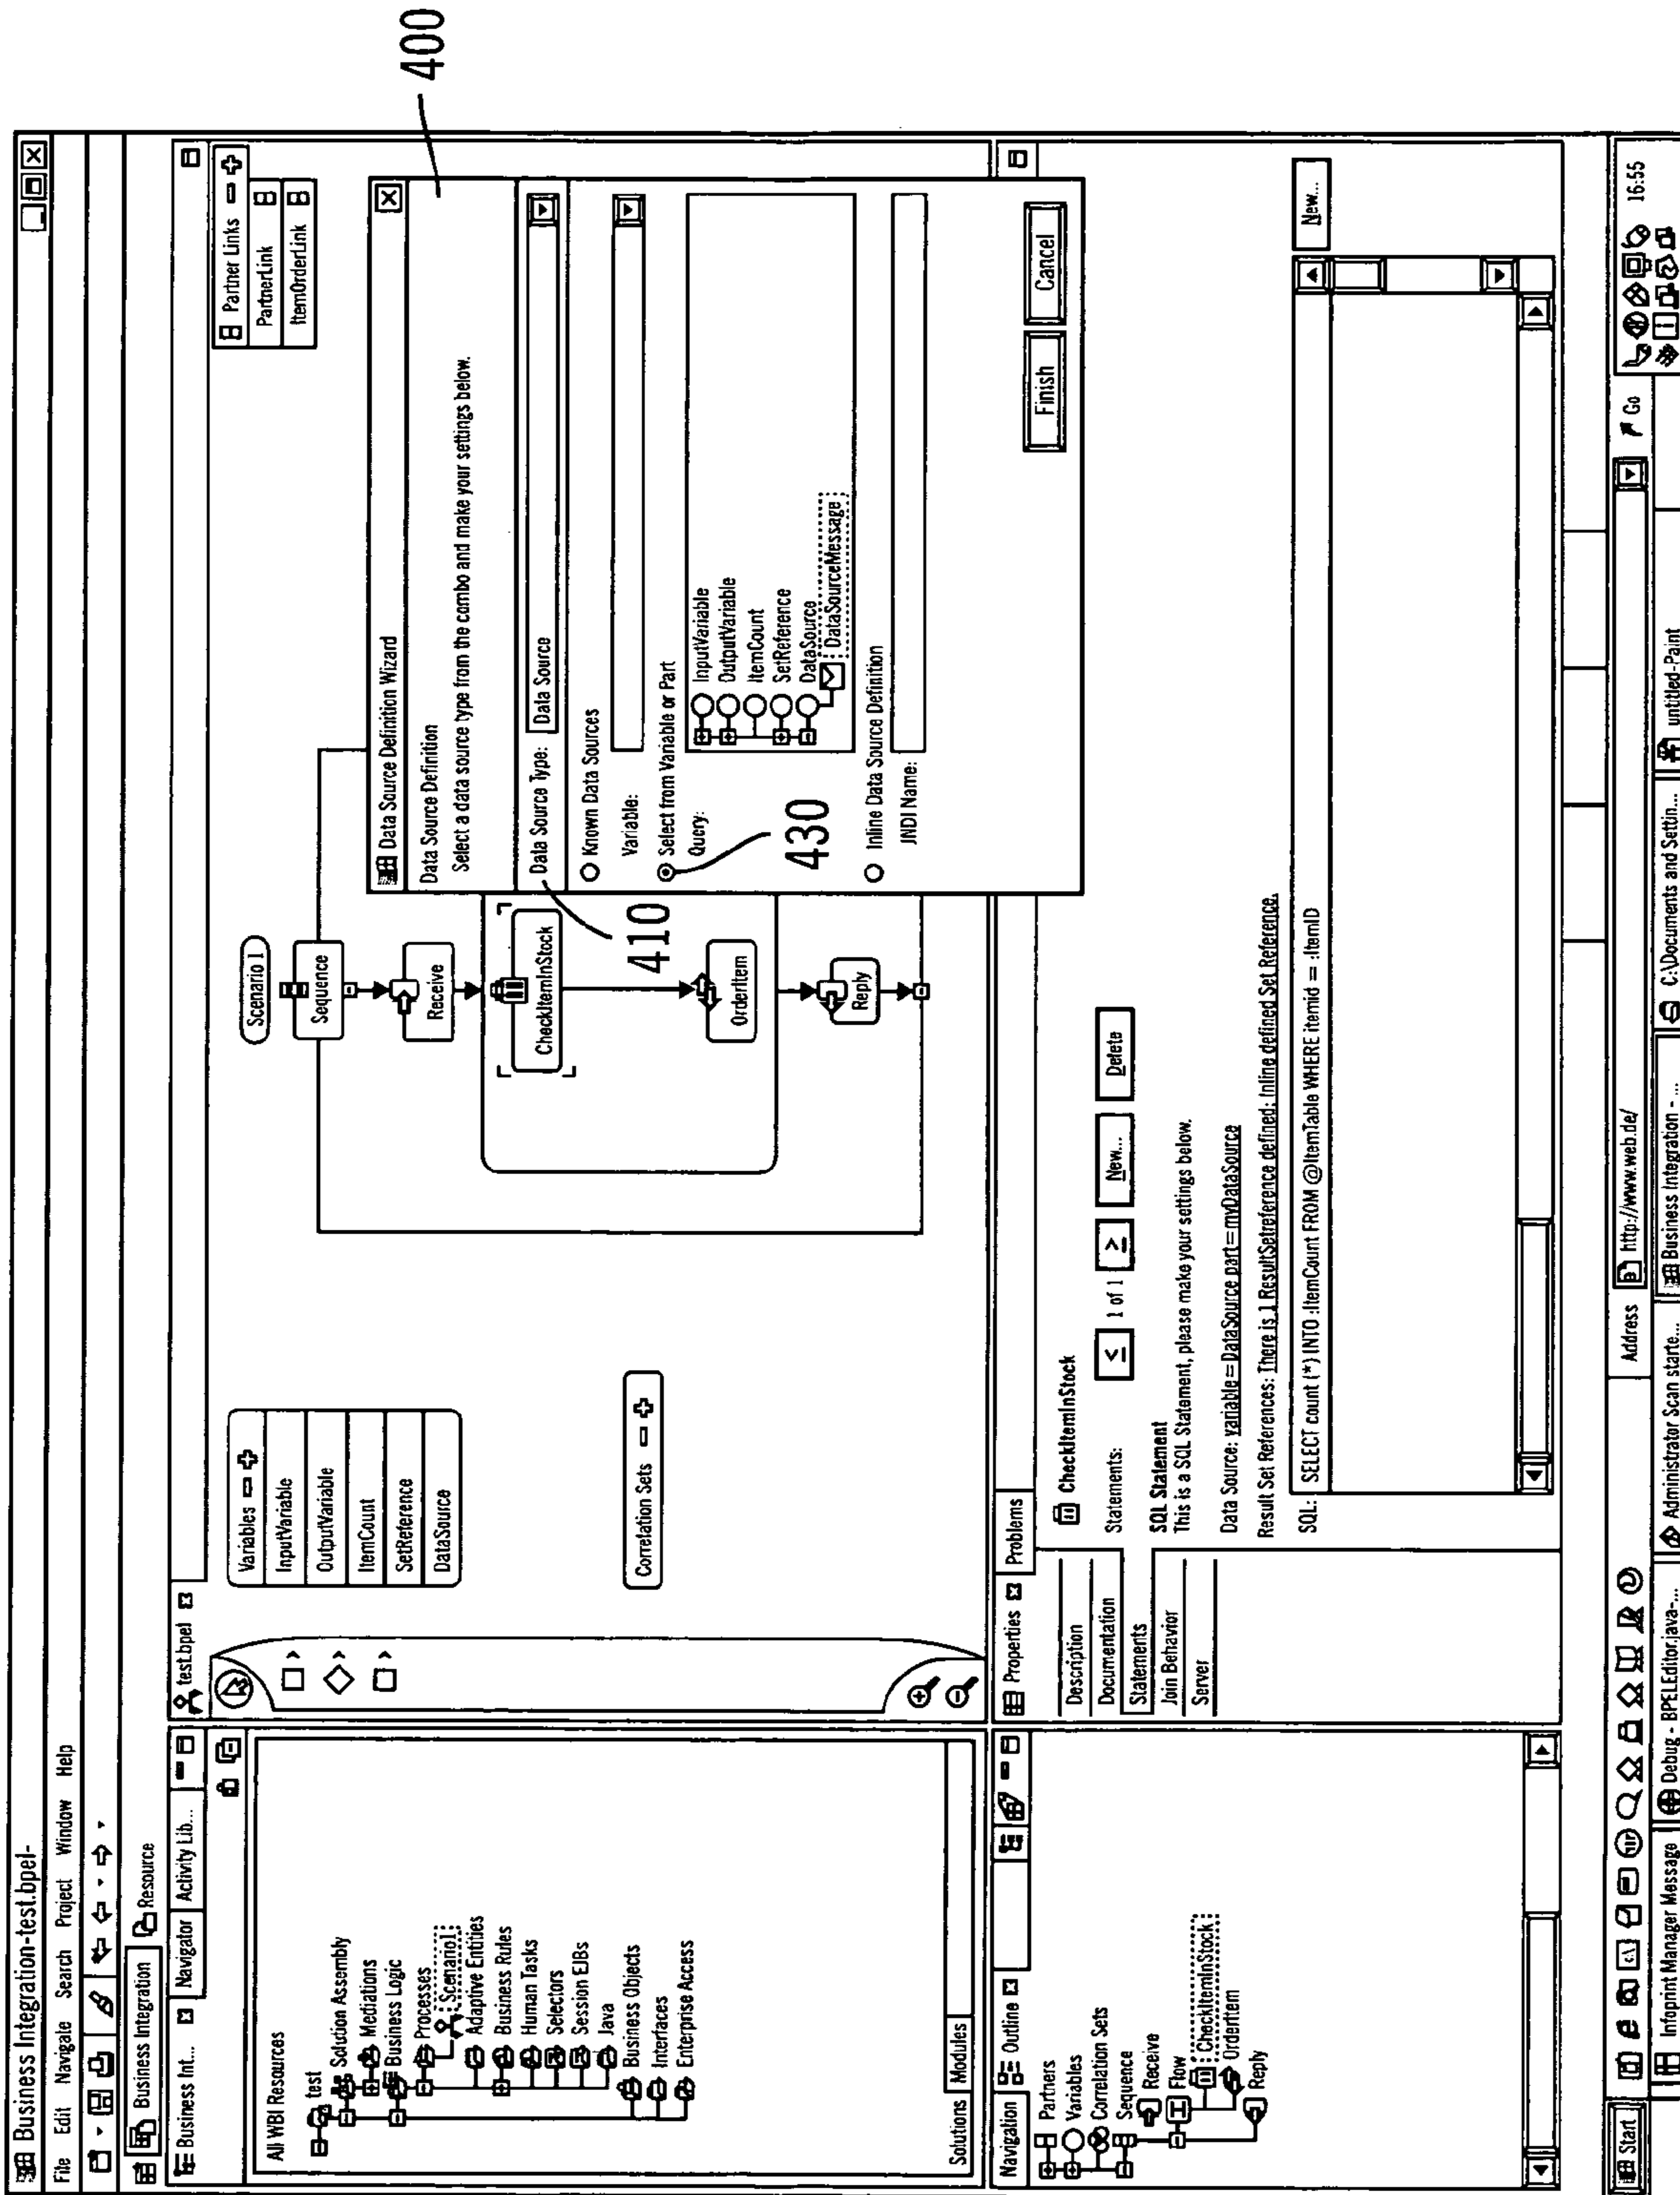 Business Integration-test.bpel-
File Edit Navigate Search Project Window Help
Business Integration Resource
Business Int... Navigator Activity Lib...
All WBI Resources
test
Solution Assembly
Mediations
Business Logic
Processes
Scenario1
Adaptive Entities
Business Rules
Human Tasks
Selectors
Session EJBs
Java
Business Objects
Interfaces
Enterprise Access
Solutions Modules
Navigation Outline
Partners
Variables
Correlation Sets
Sequence
Receive
Flow
CheckItemInStock
OrderItem
Reply
test.bpel
Variables
InputVariable
OutputVariable
ItemCount
SetReference
DataSource
Correlation Sets
Scenario 1
Sequence
Receive
CheckItemInStock
OrderItem
Reply
Partner Links
PartnerLink
ItemOrderLink
400
Data Source Definition Wizard
Data Source Definition
Select a data source type from the combo and make your settings below.
Data Source Type: Data Source
410
Known Data Sources
Variable:
Select from Variable or Part
Query:
430
InputVariable
OutputVariable
ItemCount
SetReference
DataSource
DataSourceMessage
Inline Data Source Definition
JNDI Name:
Finish Cancel
Properties Problems
Description
Documentation
Statements
Join Behavior
Server
CheckItemInStock
Statements: < 1 of 1 > New... Delete
SQL Statement
This is a SQL Statement, please make your settings below.
Data Source: variable=DataSource part=myDataSource
Result Set References: There is 1 ResultSetreference defined: Inline defined Set Reference.
SQL: SELECT count (*) INTO :ItemCount FROM @ItemTable WHERE itemid = :ItemID
New...
Address http://www.web.de/ Go
16:55
Start Infoprint Manager Message Debug - BPELEditor.java-... Administrator Scan starte... Business Integration - ... C:\Documents and Settin... untitled-Paint